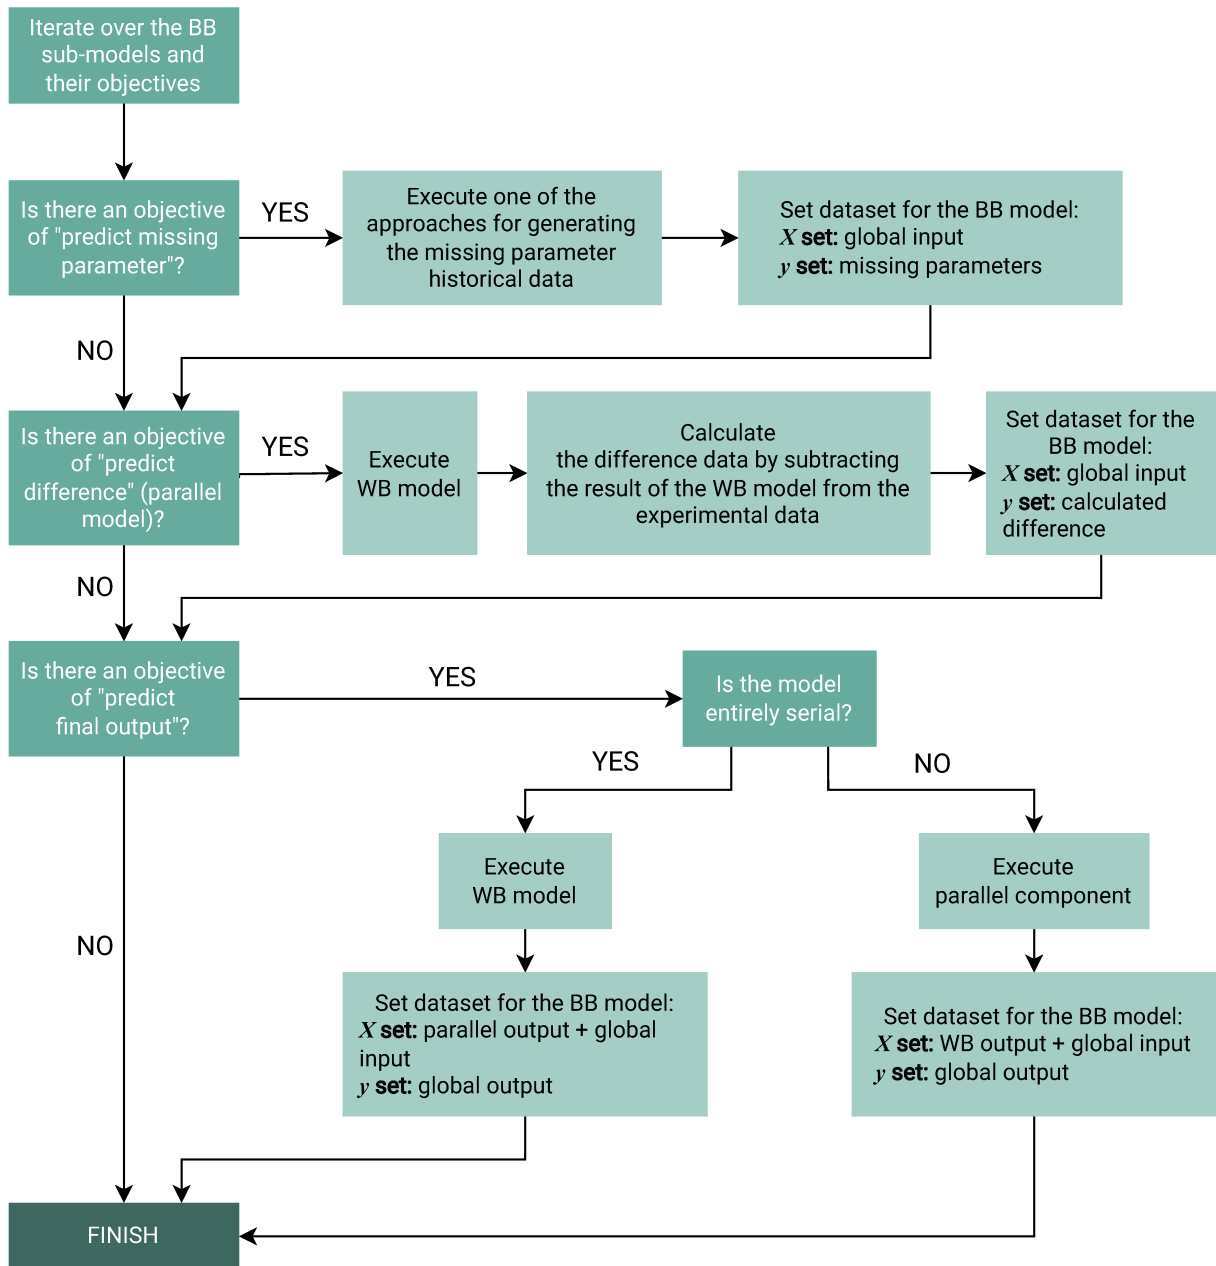 Iterate over the BB
sub-models and
their objectives
Is there an objective
of "predict missing
parameter"?
YES
Execute one of the
approaches for generating
the missing parameter
historical data
Set dataset for the BB model:
X set: global input
y set: missing parameters
NO
Is there an objective
of "predict
difference" (parallel
model)?
YES
Execute
WB model
Calculate
the difference data by subtracting
the result of the WB model from the
experimental data
Set dataset for the
BB model:
X set: global input
y set: calculated
difference
NO
Is there an objective
of "predict
final output"?
YES
Is the model
entirely serial?
YES
NO
Execute
WB model
Execute
parallel component
NO
Set dataset for the BB model:
X set: parallel output + global
input
y set: global output
Set dataset for the BB model:
X set: WB output + global input
y set: global output
FINISH